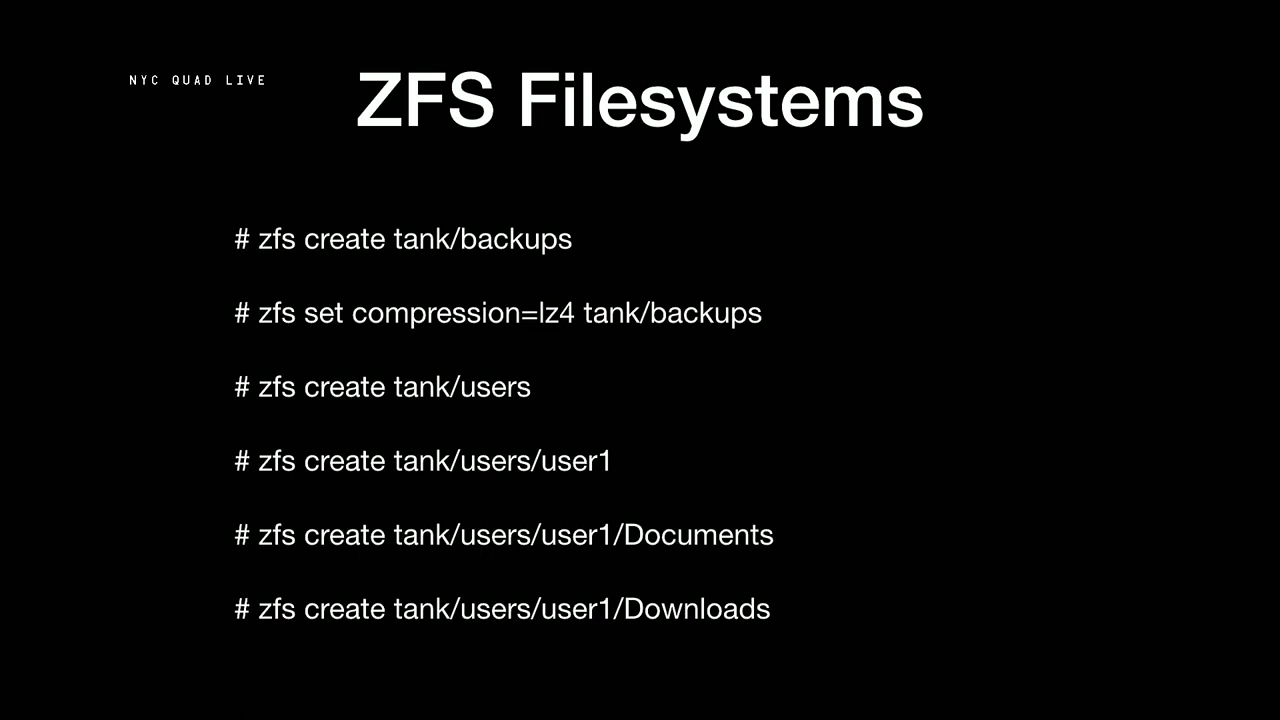 NYC QUAD LIVE
ZFS Filesystems
# zfs create tank/backups
# zfs set compression=lz4 tank/backups
# zfs create tank/users
# zfs create tank/users/user1
# zfs create tank/users/user1/Documents
# zfs create tank/users/user1/Downloads